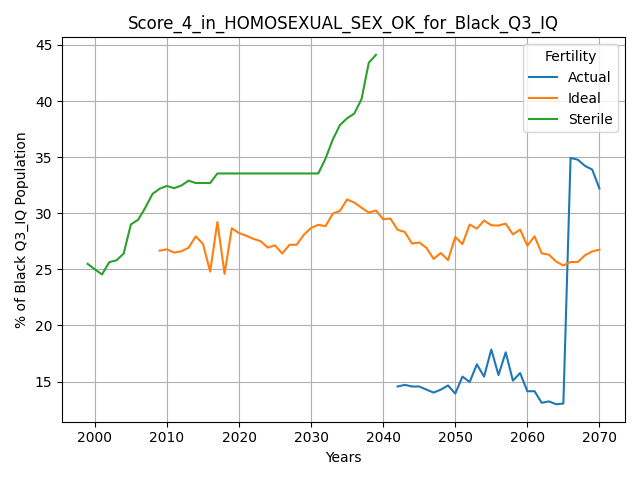 Score_4_in_HOMOSEXUAL_SEX_OK_for_Black_Q3_IQ
Fertility
Actual
Ideal
Sterile
% of Black Q3_IQ Population
45
40
35
30
25
20
15
2000 2010 2020 2030 2040 2050 2060 2070
Years